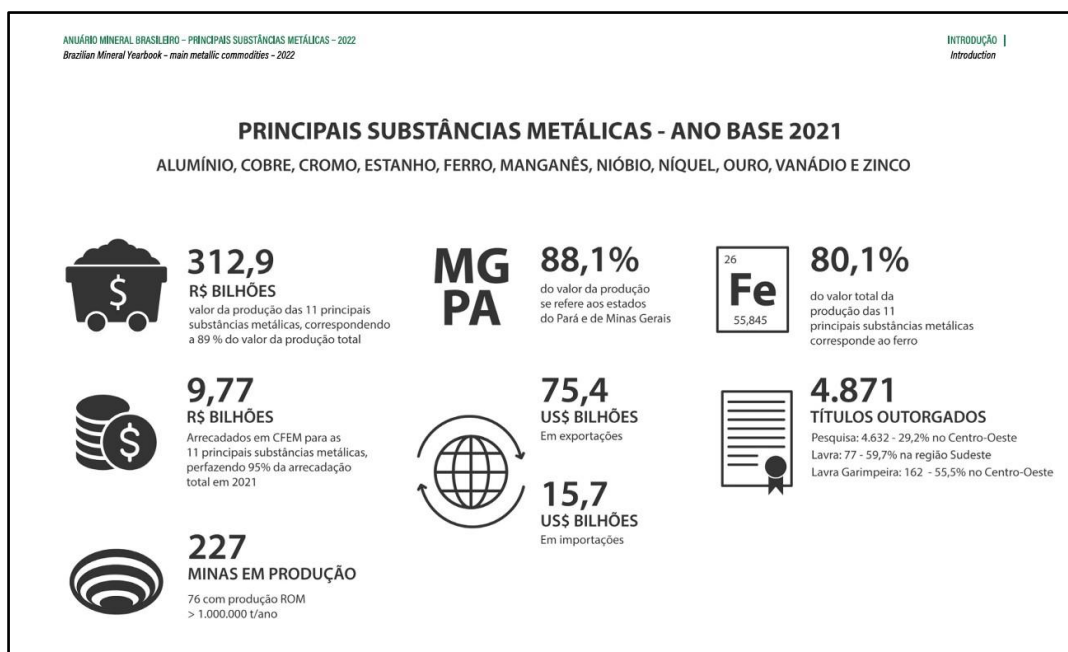 ANUÁRIO MINERAL BRASILEIRO – PRINCIPAIS SUBSTÂNCIAS METÁLICAS – 2022
Brazilian Mineral Yearbook – main metallic commodities – 2022
INTRODUÇÃO |
Introduction
PRINCIPAIS SUBSTÂNCIAS METÁLICAS - ANO BASE 2021
ALUMÍNIO, COBRE, CROMO, ESTANHO, FERRO, MANGANÊS, NIÓBIO, NÍQUEL, OURO, VANÁDIO E ZINCO
$
312,9
R$ BILHÕES
valor da produção das 11 principais
substâncias metálicas, correspondendo
a 89 % do valor da produção total
MG
PA
88,1%
do valor da produção
se refere aos estados
do Pará e de Minas Gerais
26
Fe
55,845
80,1%
do valor total da
produção das 11
principais substâncias metálicas
corresponde ao ferro
$
9,77
R$ BILHÕES
Arrecadados em CFEM para as
11 principais substâncias metálicas,
perfazendo 95% da arrecadação
total em 2021
75,4
US$ BILHÕES
Em exportações
15,7
US$ BILHÕES
Em importações
4.871
TÍTULOS OUTORGADOS
Pesquisa: 4.632 - 29,2% no Centro-Oeste
Lavra: 77 - 59,7% na região Sudeste
Lavra Garimpeira: 162 - 55,5% no Centro-Oeste
227
MINAS EM PRODUÇÃO
76 com produção ROM
> 1.000.000 t/ano